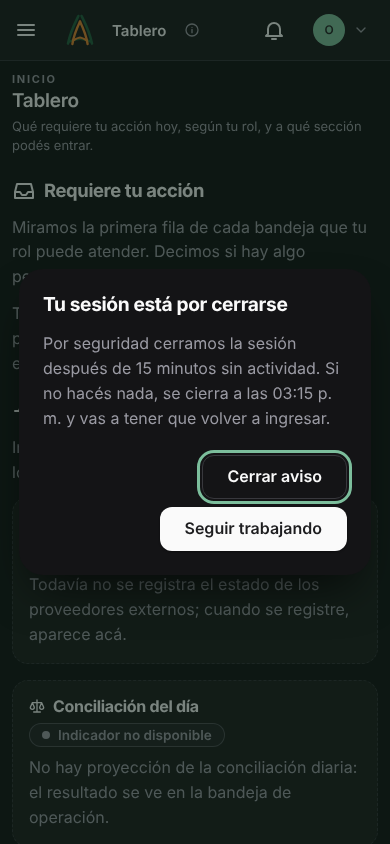 Tablero
O
INICIO
Tablero
Qué requiere tu acción hoy, según tu rol, y a qué sección
podés entrar.
Requiere tu acción
Miramos la primera fila de cada bandeja que tu
rol puede atender. Decimos si hay algo
Tu sesión está por cerrarse
Por seguridad cerramos la sesión
después de 15 minutos sin actividad. Si
no hacés nada, se cierra a las 03:15 p.
m. y vas a tener que volver a ingresar.
Cerrar aviso
Seguir trabajando
Todavía no se registra el estado de los
proveedores externos; cuando se registre,
aparece acá.
Conciliación del día
Indicador no disponible
No hay proyección de la conciliación diaria:
el resultado se ve en la bandeja de
operación.